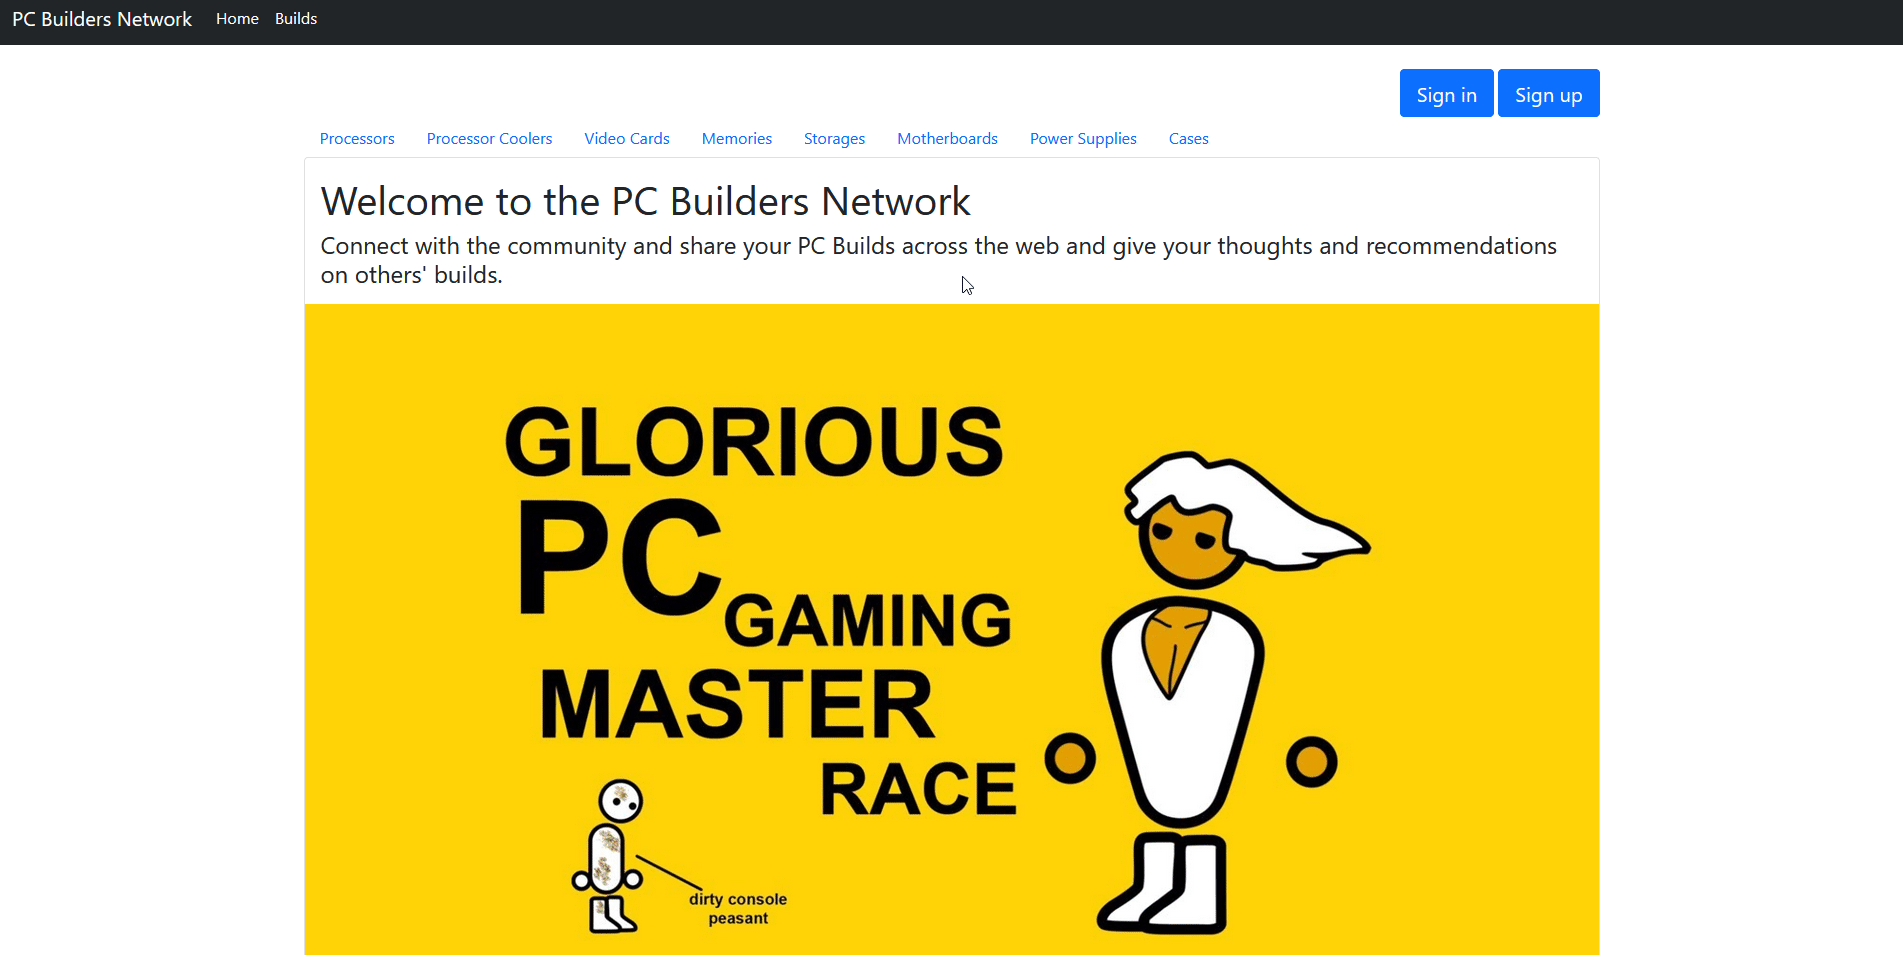 PC Builders Network Home Builds
Sign in Sign up
Processors Processor Coolers Video Cards Memories Storages Motherboards Power Supplies Cases
Welcome to the PC Builders Network
Connect with the community and share your PC Builds across the web and give your thoughts and recommendations
on others' builds.
GLORIOUS
PC
GAMING
MASTER
RACE
dirty console
peasant